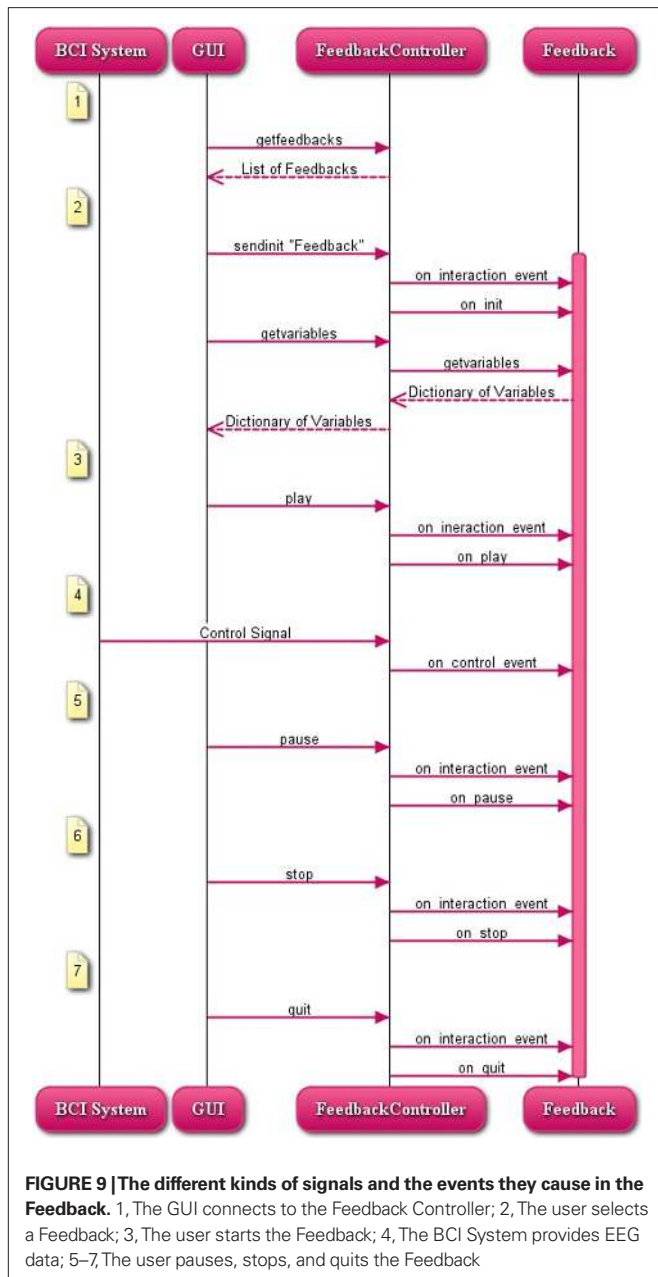 BCI System GUI FeedbackController Feedback
1
getfeedbacks
List of Feedbacks
2
sendinit "Feedback"
on interaction event
on init
getvariables
getvariables
Dictionary of Variables
Dictionary of Variables
3
play
on ineraction event
on play
4
Control Signal
on control event
5
pause
on interaction event
on pause
6
stop
on interaction event
on stop
7
quit
on interaction event
on quit
BCI System GUI FeedbackController Feedback
FIGURE 9 | The different kinds of signals and the events they cause in the
Feedback. 1, The GUI connects to the Feedback Controller; 2, The user selects
a Feedback; 3, The user starts the Feedback; 4, The BCI System provides EEG
data; 5–7, The user pauses, stops, and quits the Feedback